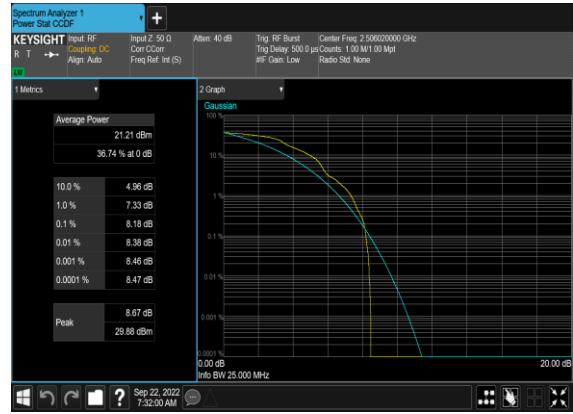 Spectrum Analyzer 1
Power Stat CCDF
KEYSIGHT
R T
LXI
Input: RF
Coupling: DC
Align: Auto
Input Z: 50 Ω
Corr CCorr
Freq Ref: Int (S)
Atten: 40 dB
Trig: RF Burst
Trig Delay: 500.0 µs
#IF Gain: Low
Center Freq: 2.506020000 GHz
Counts: 1.00 M/1.00 Mpt
Radio Std: None
1 Metrics
Average Power
21.21 dBm
36.74 % at 0 dB
10.0 % 4.96 dB
1.0 % 7.33 dB
0.1 % 8.18 dB
0.01 % 8.38 dB
0.001 % 8.46 dB
0.0001 % 8.47 dB
Peak
8.67 dB
29.88 dBm
2 Graph
Gaussian
100 %
10 %
1 %
0.1 %
0.01 %
0.001 %
0.0001 %
0.00 dB
20.00 dB
Info BW 25.000 MHz
?
Sep 22, 2022
7:32:00 AM